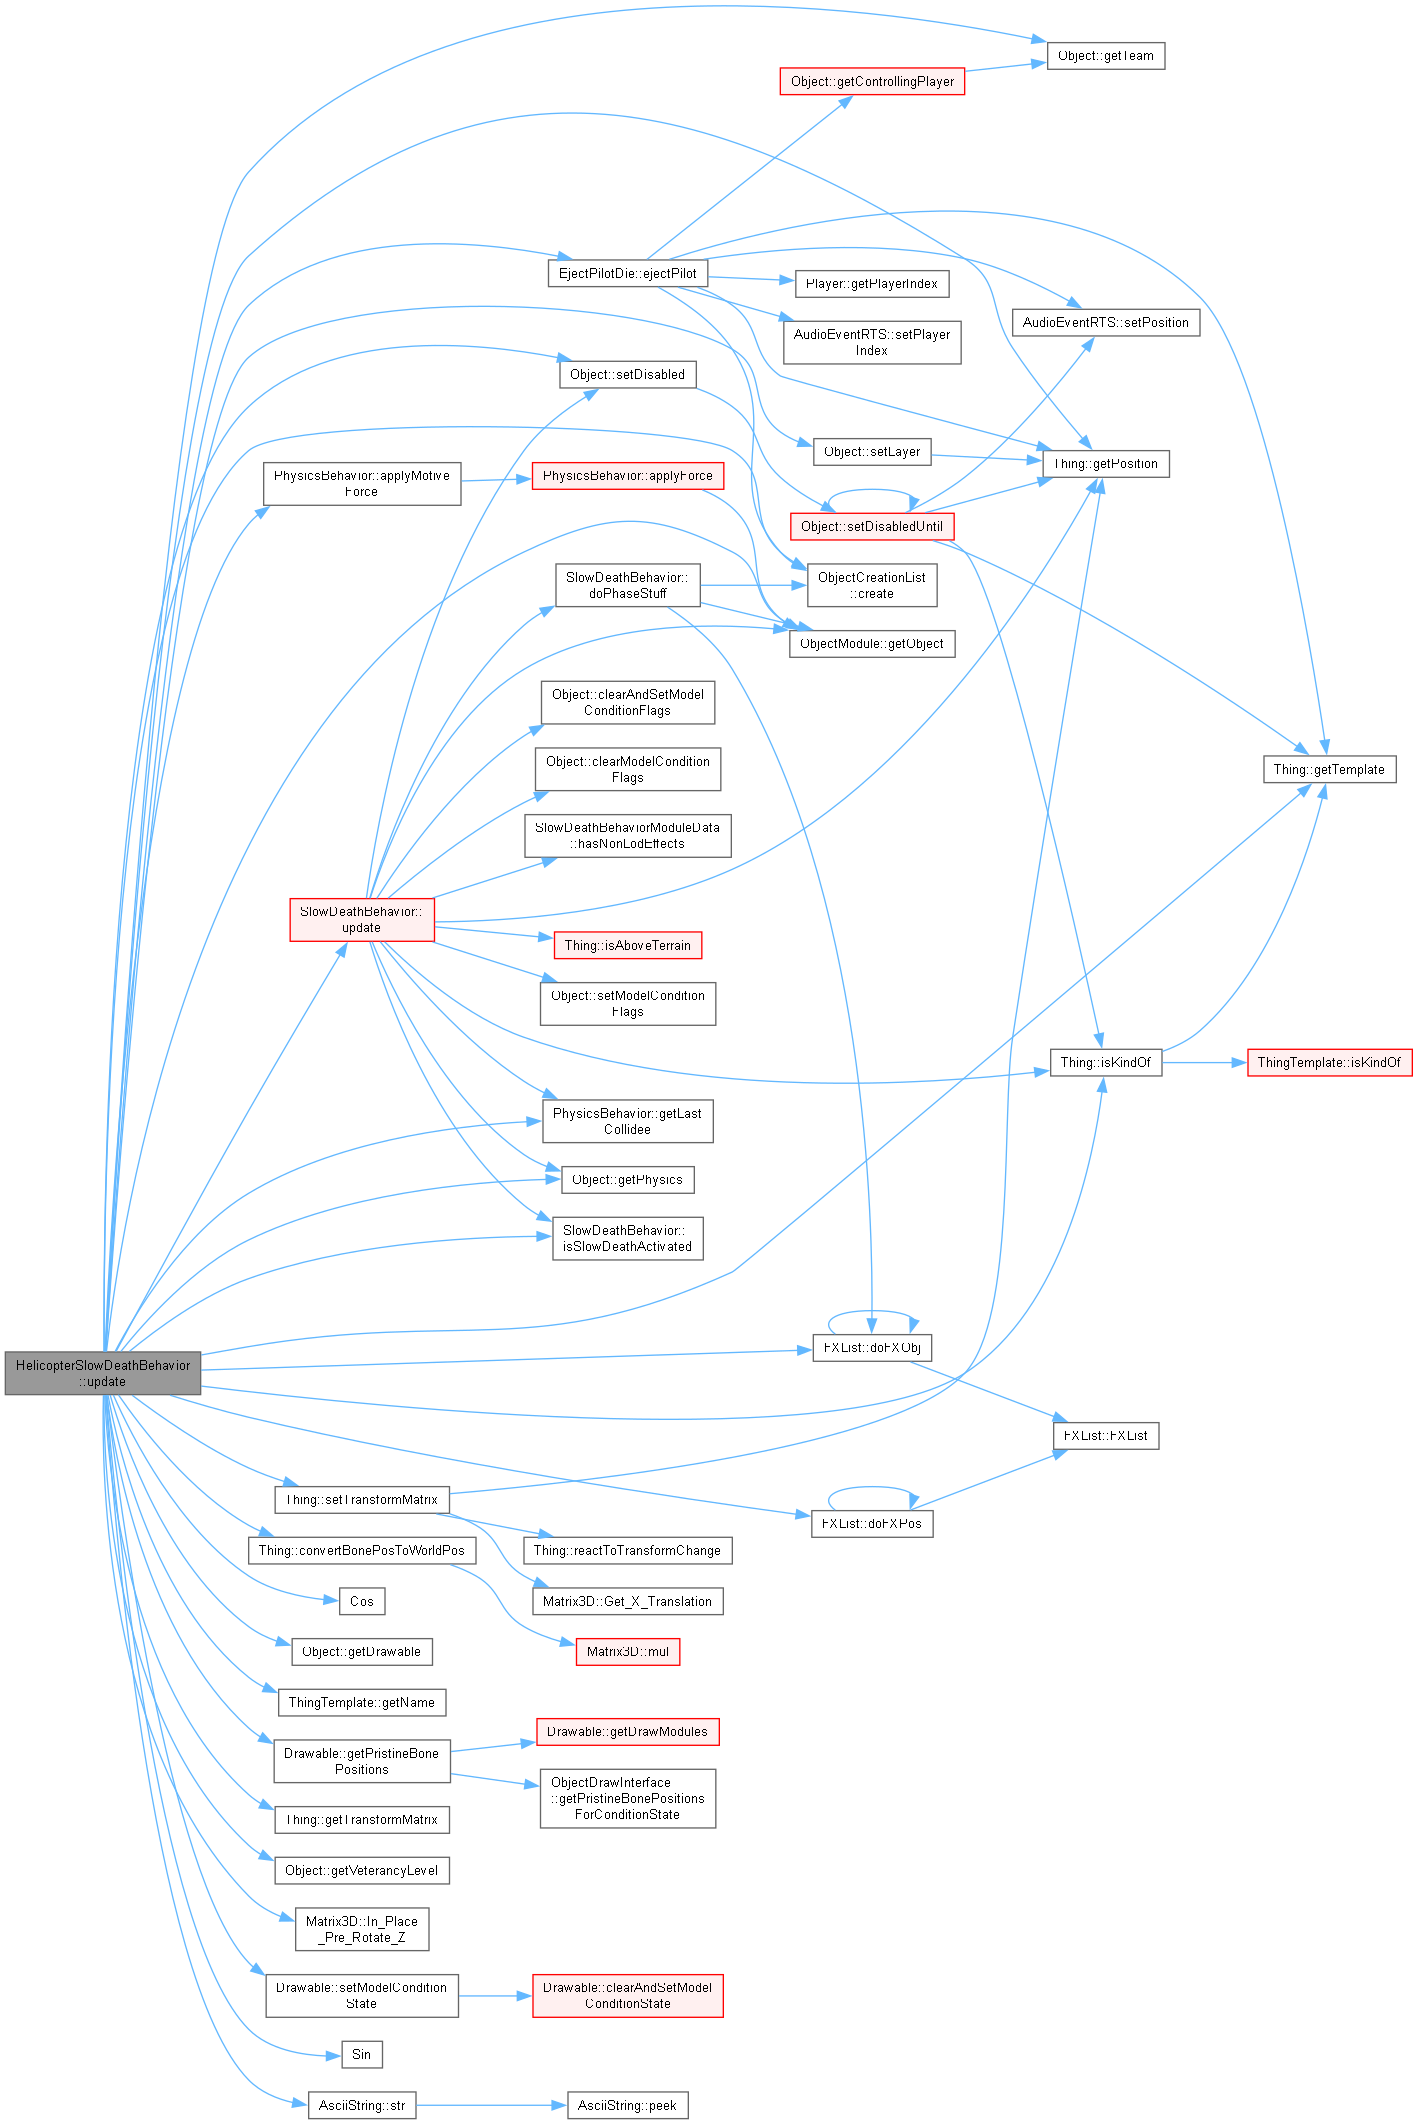 Object::getTeam
Object::getControllingPlayer
EjectPilotDie::ejectPilot
Player::getPlayerIndex
AudioEventRTS::setPosition
AudioEventRTS::setPlayer
Index
Object::setDisabled
Object::setLayer
Thing::getPosition
PhysicsBehavior::applyMotive
Force
PhysicsBehavior::applyForce
Object::setDisabledUntil
SlowDeathBehavior::
doPhaseStuff
ObjectCreationList
::create
ObjectModule::getObject
Object::clearAndSetModel
ConditionFlags
Object::clearModelCondition
Flags
Thing::getTemplate
SlowDeathBehaviorModuleData
::hasNonLodEffects
SlowDeathBehavior::
update
Thing::isAboveTerrain
Object::setModelCondition
Flags
Thing::isKindOf
ThingTemplate::isKindOf
PhysicsBehavior::getLast
Collidee
Object::getPhysics
SlowDeathBehavior::
isSlowDeathActivated
FXList::doFXObj
HelicopterSlowDeathBehavior
::update
FXList::FXList
Thing::setTransformMatrix
FXList::doFXPos
Thing::convertBonePosToWorldPos
Thing::reactToTransformChange
Cos
Matrix3D::Get_X_Translation
Object::getDrawable
Matrix3D::mul
ThingTemplate::getName
Drawable::getPristineBone
Positions
Drawable::getDrawModules
ObjectDrawInterface
::getPristineBonePositions
ForConditionState
Thing::getTransformMatrix
Object::getVeterancyLevel
Matrix3D::In_Place
_Pre_Rotate_Z
Drawable::setModelCondition
State
Drawable::clearAndSetModel
ConditionState
Sin
AsciiString::str
AsciiString::peek